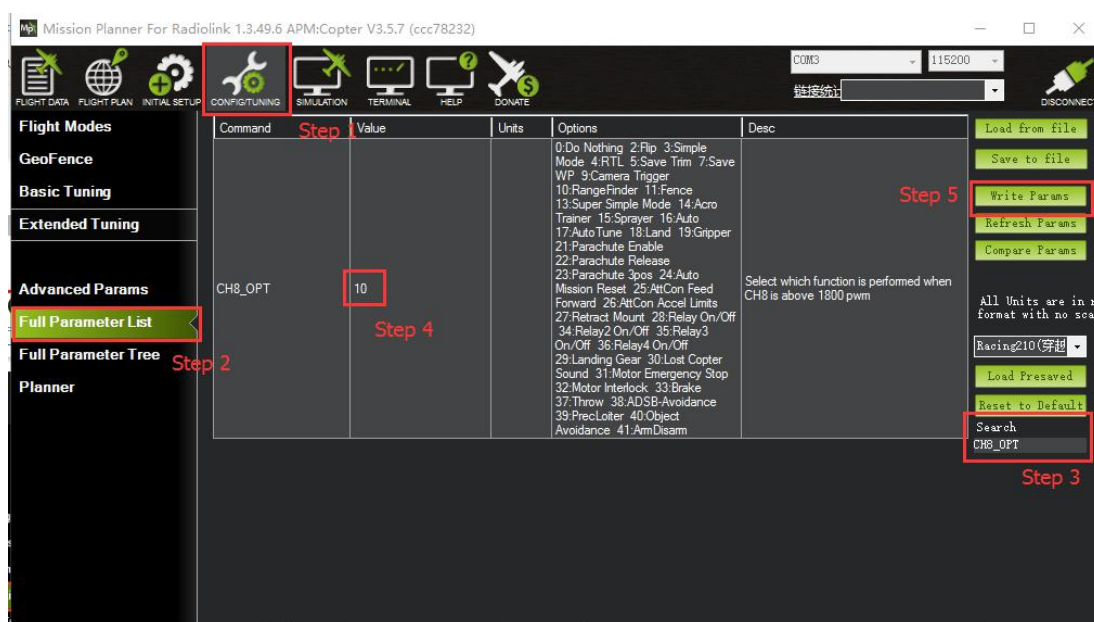 Mission Planner For Radiolink 1.3.49.6 APM:Copter V3.5.7 (ccc78232)
FLIGHT DATA FLIGHT PLAN INITIAL SETUP CONFIG/TUNING SIMULATION TERMINAL HELP DONATE
COM3 115200
链接统计
DISCONNEC
Flight Modes
GeoFence
Basic Tuning
Extended Tuning
Advanced Params
Full Parameter List
Full Parameter Tree
Planner
Step 1
Step 2
Command Value Units Options Desc
CH8_OPT
10
Step 4
0:Do Nothing 2:Flip 3:Simple
Mode 4:RTL 5:Save Trim 7:Save
WP 9:Camera Trigger
10:RangeFinder 11:Fence
13:Super Simple Mode 14:Acro
Trainer 15:Sprayer 16:Auto
17:AutoTune 18:Land 19:Gripper
21:Parachute Enable
22:Parachute Release
23:Parachute 3pos 24:Auto
Mission Reset 25:AttCon Feed
Forward 26:AttCon Accel Limits
27:Retract Mount 28:Relay On/Off
34:Relay2 On/Off 35:Relay3
On/Off 36:Relay4 On/Off
29:Landing Gear 30:Lost Copter
Sound 31:Motor Emergency Stop
32:Motor Interlock 33:Brake
37:Throw 38:ADSB-Avoidance
39:PrecLoiter 40:Object
Avoidance 41:ArmDisarm
Select which function is performed when
CH8 is above 1800 pwm
Step 5
Load from file
Save to file
Write Params
Refresh Params
Compare Params
All Units are in r
format with no sca
Racing210(穿越
Load Presaved
Reset to Default
Search
CH8_OPT
Step 3